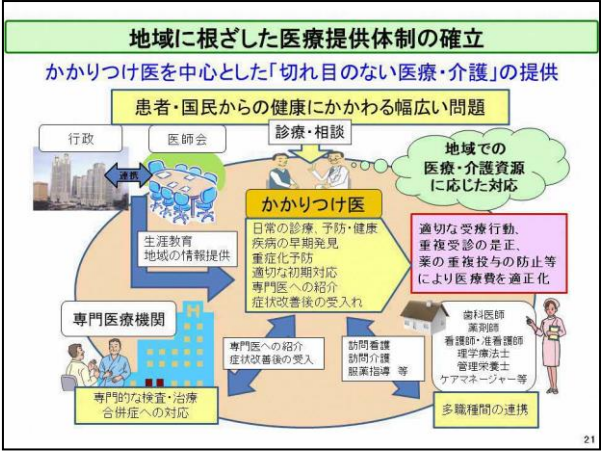 地域に根ざした医療提供体制の確立
かかりつけ医を中心とした「切れ目のない医療・介護」の提供
患者・国民からの健康にかかわる幅広い問題
行政
医師会
診療・相談
連携
地域での
医療・介護資源
に応じた対応
かかりつけ医
日常の診療、予防・健康
疾病の早期発見
重症化予防
適切な初期対応
専門医への紹介
症状改善後の受入れ
生涯教育
地域の情報提供
適切な受療行動、
重複受診の是正、
薬の重複投与の防止等
により医療費を適正化
専門医療機関
専門医への紹介
症状改善後の受入
訪問看護
訪問介護
服薬指導 等
歯科医師
薬剤師
看護師・准看護師
理学療法士
管理栄養士
ケアマネージャー等
専門的な検査・治療
合併症への対応
多職種間の連携
21